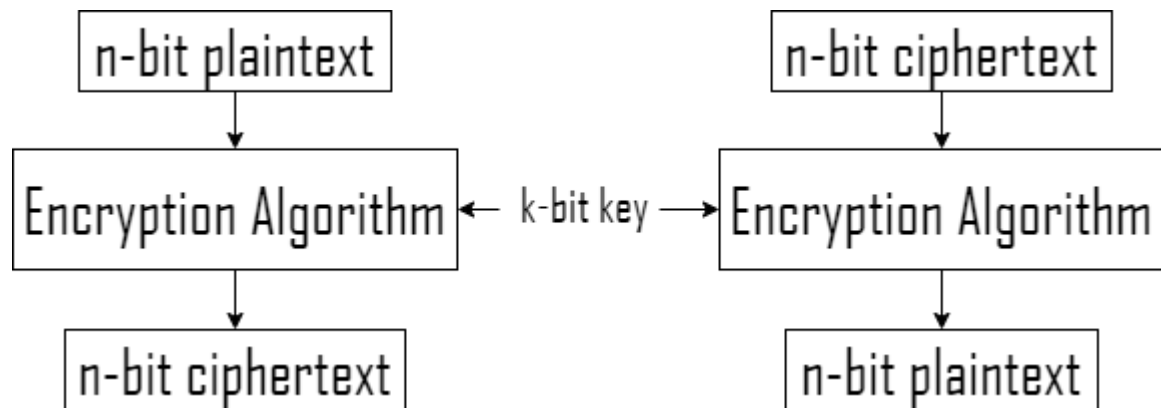 n-bit plaintext
n-bit ciphertext
Encryption Algorithm
k-bit key
Encryption Algorithm
n-bit ciphertext
n-bit plaintext